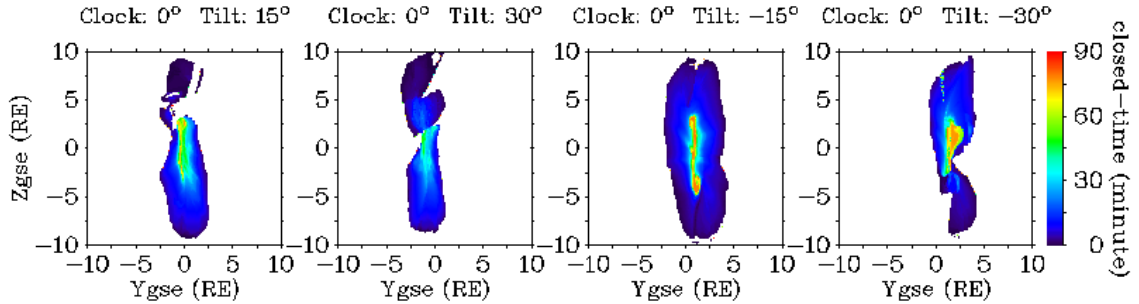 Clock: 0° Tilt: 15°
Clock: 0° Tilt: 30°
Clock: 0° Tilt: −15°
Clock: 0° Tilt: −30°
Zgse (RE)
10
5
0
−5
−10
−10 −5 0 5 10
Ygse (RE)
10
5
0
−5
−10
−10 −5 0 5 10
Ygse (RE)
10
5
0
−5
−10
−10 −5 0 5 10
Ygse (RE)
10
5
0
−5
−10
−10 −5 0 5 10
Ygse (RE)
90
60
30
0
closed−time (minute)